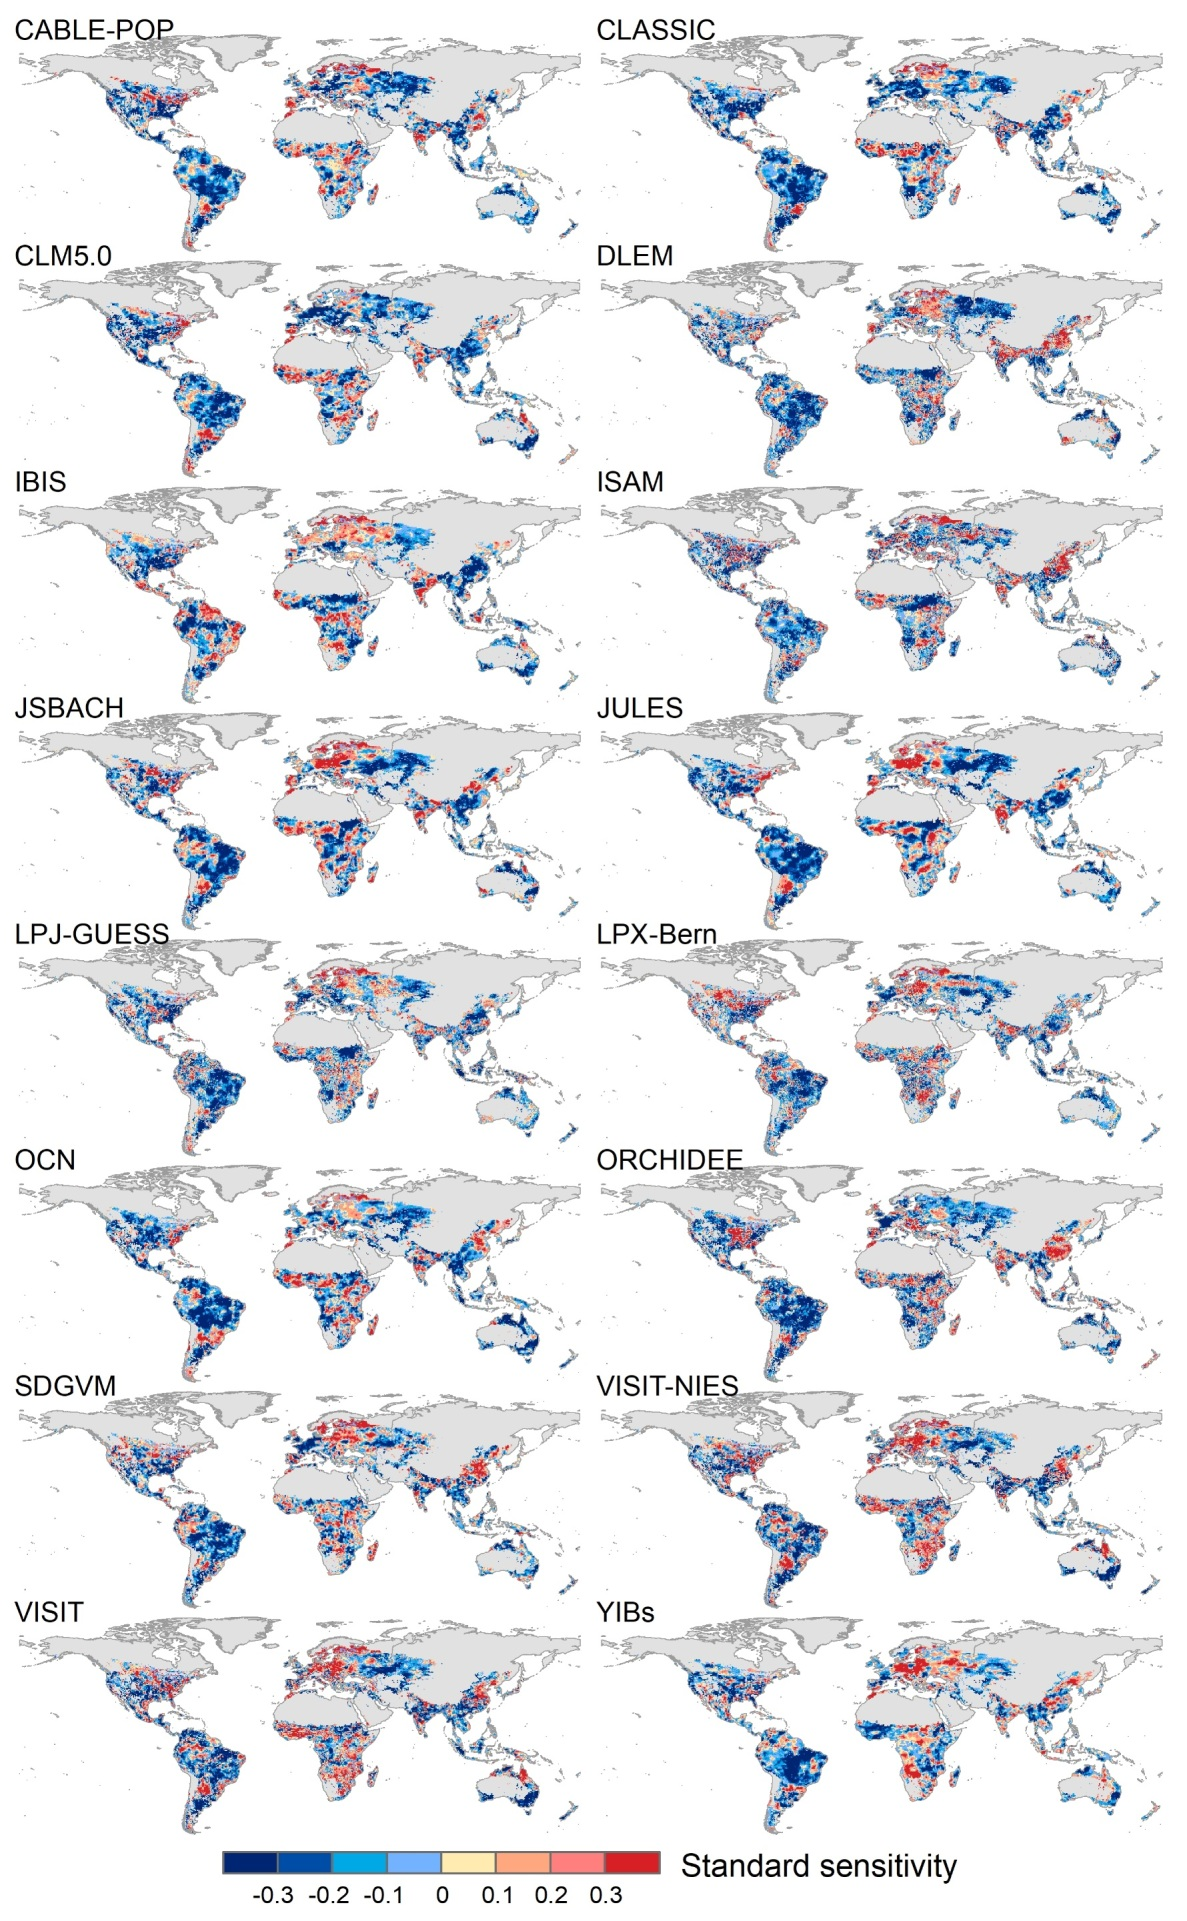 CABLE-POP CLASSIC
CLM5.0 DLEM
IBIS ISAM
JSBACH JULES
LPJ-GUESS LPX-Bern
OCN ORCHIDEE
SDGVM VISIT-NIES
VISIT YIBs
Standard sensitivity
-0.3 -0.2 -0.1 0 0.1 0.2 0.3